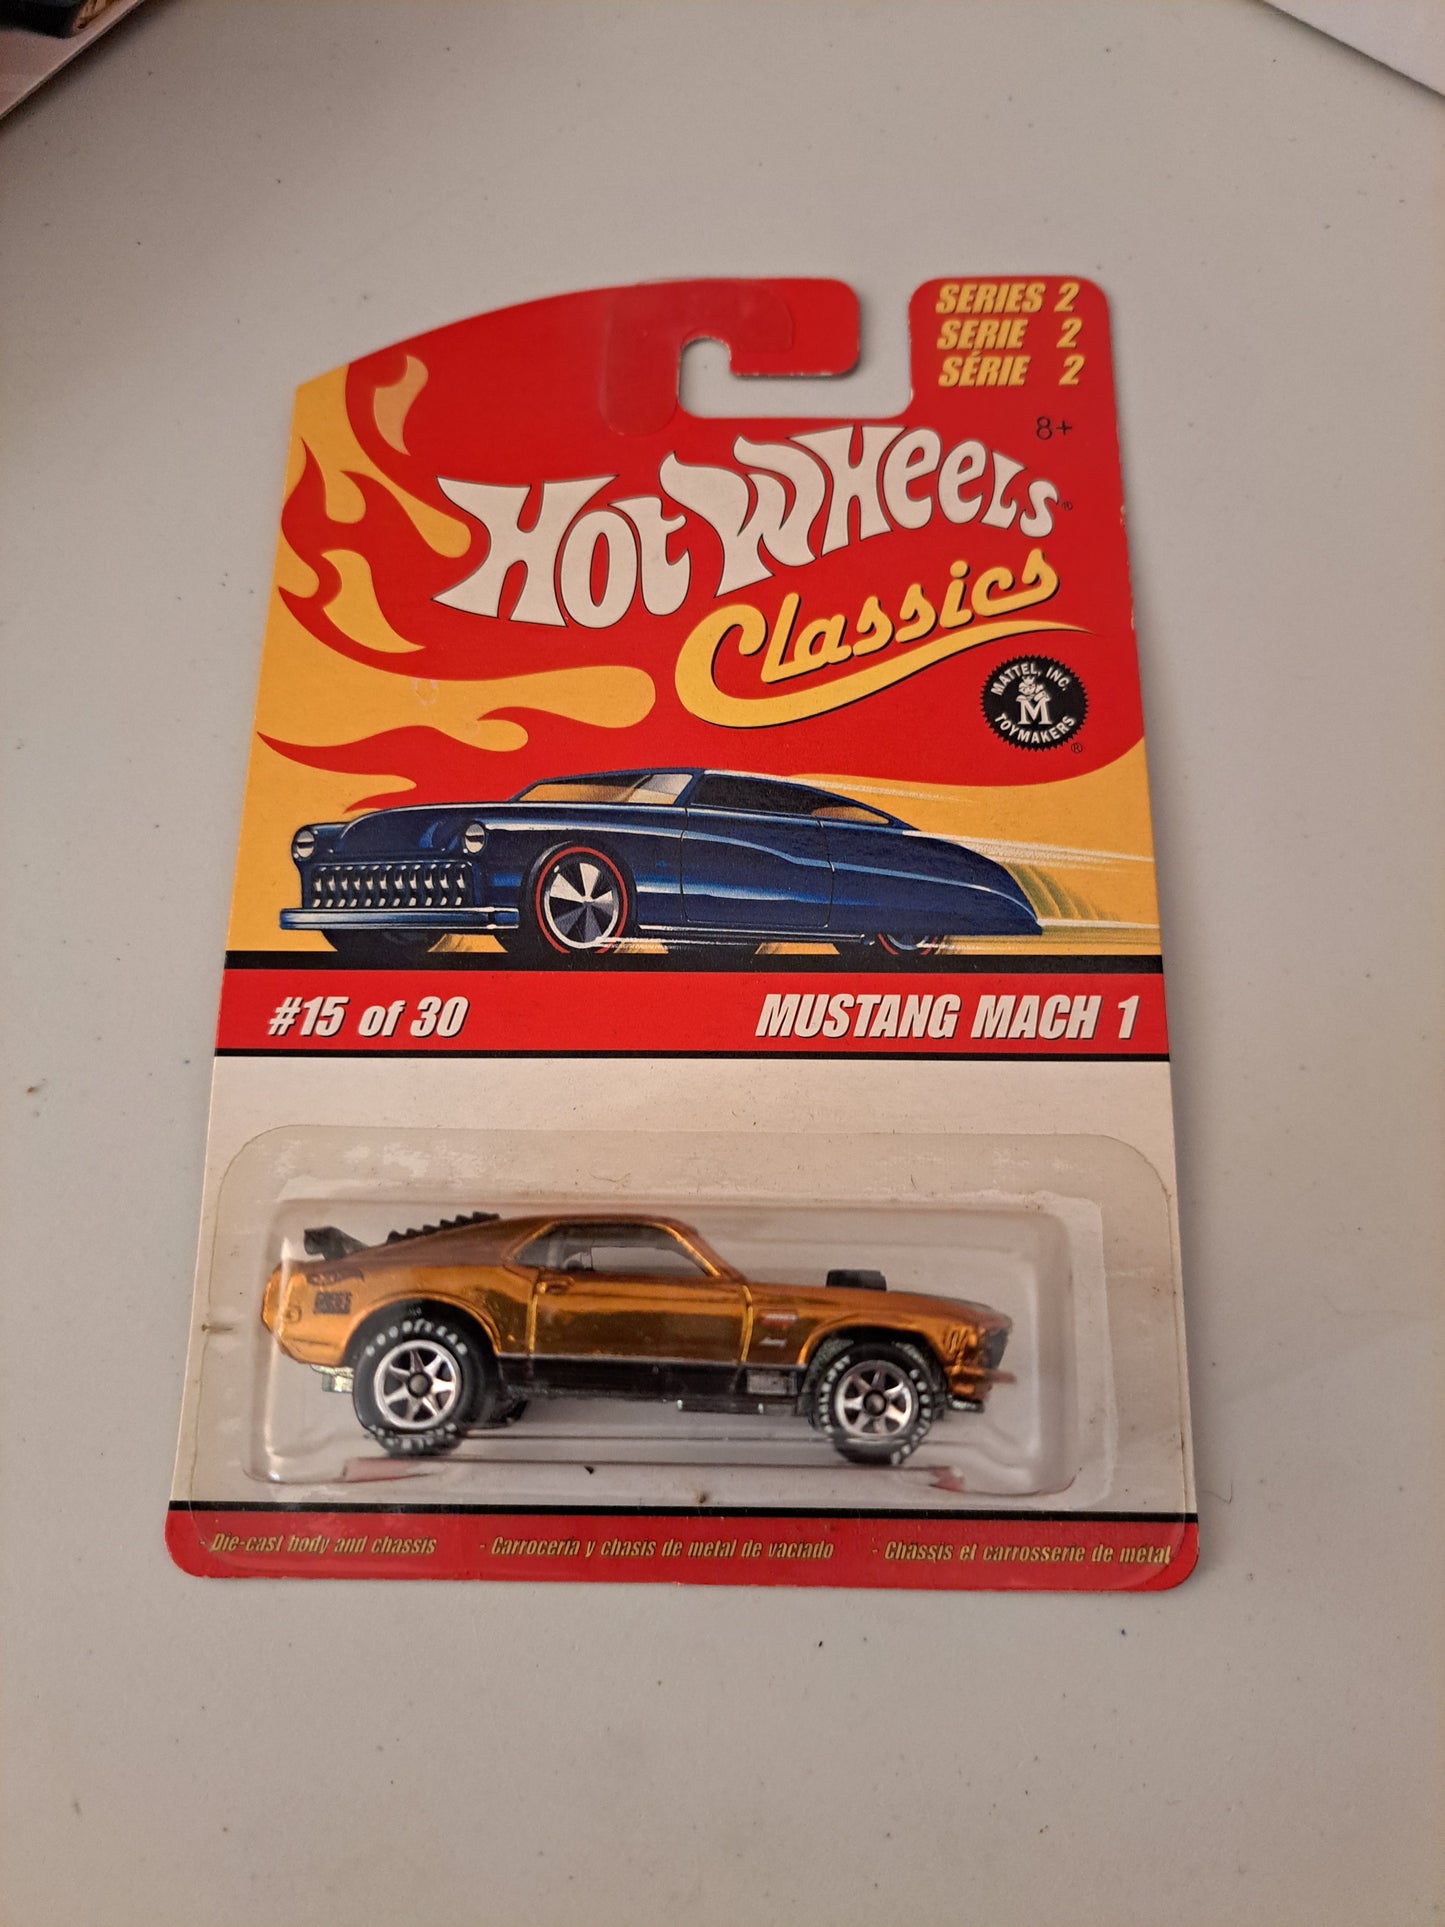 SERIES 2
SERIE 2
SÉRIE 2
8+
HOT WHEELS®
Classics
MATTEL, INC.
M
TOYMAKERS
®
#15 of 30
MUSTANG MACH 1
GOODYEAR
- Die-cast body and chassis - Carrocería y chasis de metal de vaciado - Châssis et carrosserie de métal